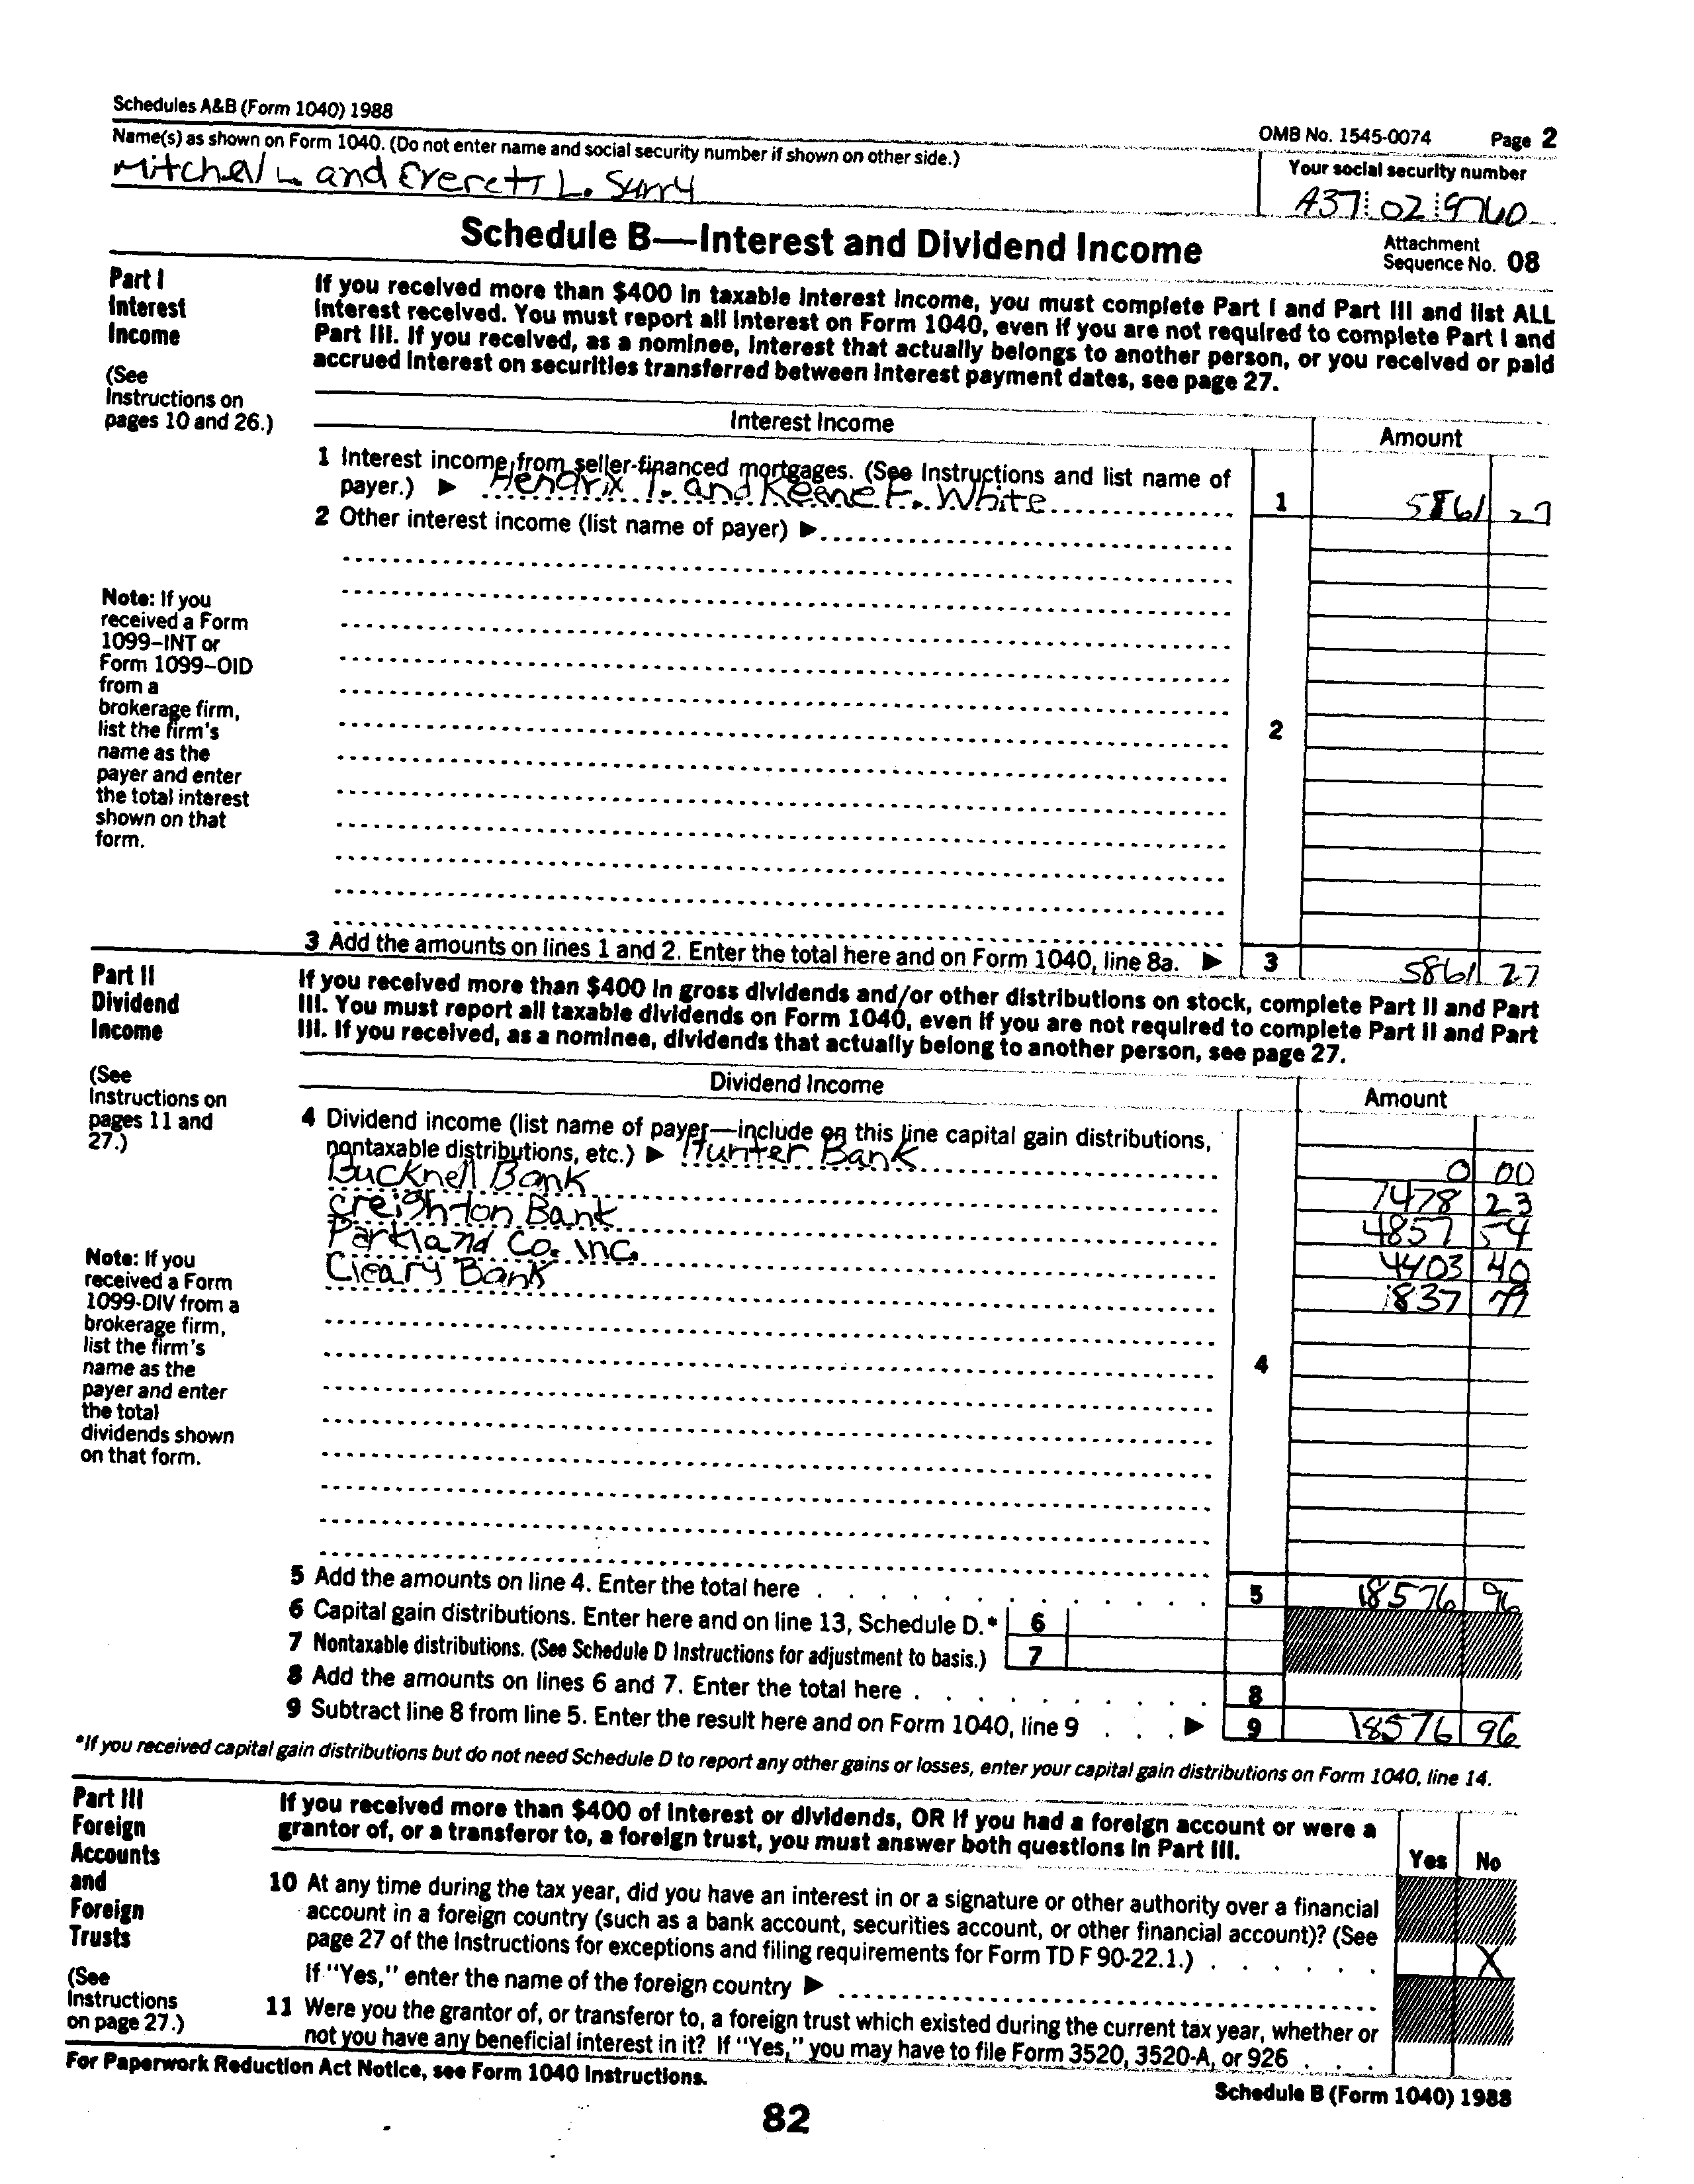 Schedules A&B (Form 1040) 1988
OMB No. 1545-0074 Page 2
Name(s) as shown on Form 1040. (Do not enter name and social security number if shown on other side.)
Your social security number
Mitchel L. and Everett L. Surry
A37 02 9760
Schedule B—Interest and Dividend Income
Attachment
Sequence No. 08
Part I
Interest
Income
(See
Instructions on
pages 10 and 26.)
If you received more than $400 in taxable interest income, you must complete Part I and Part III and list ALL
interest received. You must report all interest on Form 1040, even if you are not required to complete Part I and
Part III. If you received, as a nominee, interest that actually belongs to another person, or you received or paid
accrued interest on securities transferred between interest payment dates, see page 27.
Interest Income
Amount
1 Interest income from seller-financed mortgages. (See Instructions and list name of
payer.) ▶ Hendrix T. and Keene F. White 1 5861 27
2 Other interest income (list name of payer) ▶
Note: If you
received a Form
1099-INT or
Form 1099-OID
from a
brokerage firm,
list the firm's
name as the
payer and enter
the total interest
shown on that
form.
2
3 Add the amounts on lines 1 and 2. Enter the total here and on Form 1040, line 8a. ▶ 3 5861 27
Part II
Dividend
Income
(See
Instructions on
pages 11 and
27.)
If you received more than $400 in gross dividends and/or other distributions on stock, complete Part II and Part
III. You must report all taxable dividends on Form 1040, even if you are not required to complete Part II and Part
III. If you received, as a nominee, dividends that actually belong to another person, see page 27.
Dividend Income
Amount
4 Dividend income (list name of payer—include on this line capital gain distributions,
nontaxable distributions, etc.) ▶ Hunter Bank 0 00
Bucknell Bank 7478 23
Creighton Bank 4857 54
Parkland Co. Inc. 4403 40
Cleary Bank 1837 79
Note: If you
received a Form
1099-DIV from a
brokerage firm,
list the firm's
name as the
payer and enter
the total
dividends shown
on that form.
4
5 Add the amounts on line 4. Enter the total here 5 18576 96
6 Capital gain distributions. Enter here and on line 13, Schedule D.* 6
7 Nontaxable distributions. (See Schedule D Instructions for adjustment to basis.) 7
8 Add the amounts on lines 6 and 7. Enter the total here 8
9 Subtract line 8 from line 5. Enter the result here and on Form 1040, line 9 ▶ 9 18576 96
*If you received capital gain distributions but do not need Schedule D to report any other gains or losses, enter your capital gain distributions on Form 1040, line 14.
Part III
Foreign
Accounts
and
Foreign
Trusts
(See
Instructions
on page 27.)
If you received more than $400 of interest or dividends, OR if you had a foreign account or were a
grantor of, or a transferor to, a foreign trust, you must answer both questions in Part III.
Yes No
10 At any time during the tax year, did you have an interest in or a signature or other authority over a financial
account in a foreign country (such as a bank account, securities account, or other financial account)? (See
page 27 of the Instructions for exceptions and filing requirements for Form TD F 90-22.1.) X
If "Yes," enter the name of the foreign country ▶
11 Were you the grantor of, or transferor to, a foreign trust which existed during the current tax year, whether or
not you have any beneficial interest in it? If "Yes," you may have to file Form 3520, 3520-A, or 926
For Paperwork Reduction Act Notice, see Form 1040 Instructions.
Schedule B (Form 1040) 1988
82